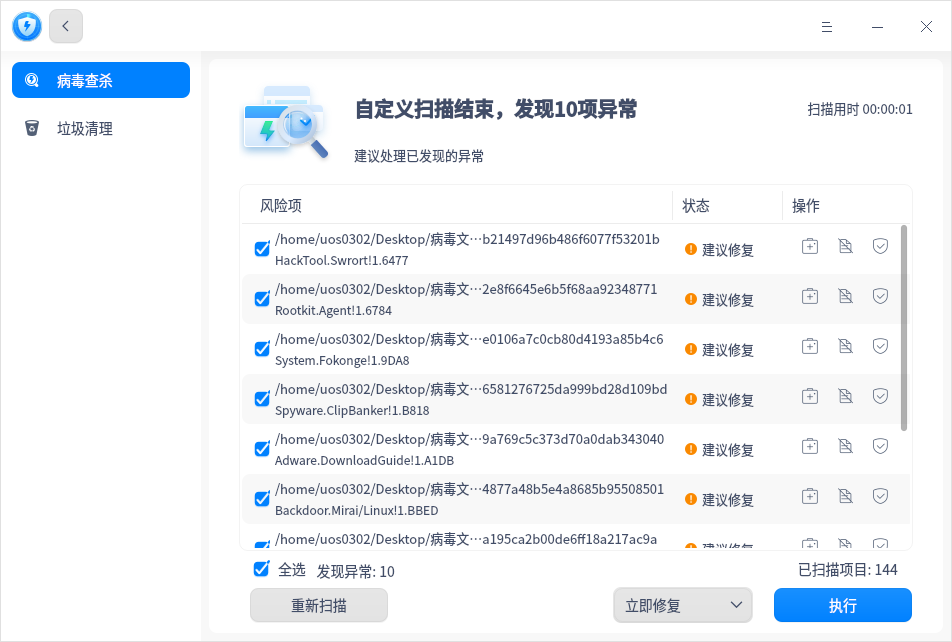 病毒查杀
垃圾清理
自定义扫描结束，发现10项异常
扫描用时 00:00:01
建议处理已发现的异常
风险项 状态 操作
/home/uos0302/Desktop/病毒文···b21497d96b486f6077f53201b
HackTool.Swrort!1.6477
建议修复
/home/uos0302/Desktop/病毒文···2e8f6645e6b5f68aa92348771
Rootkit.Agent!1.6784
建议修复
/home/uos0302/Desktop/病毒文···e0106a7c0cb80d4193a85b4c6
System.Fokonge!1.9DA8
建议修复
/home/uos0302/Desktop/病毒文···6581276725da999bd28d109bd
Spyware.ClipBanker!1.B818
建议修复
/home/uos0302/Desktop/病毒文···9a769c5c373d70a0dab343040
Adware.DownloadGuide!1.A1DB
建议修复
/home/uos0302/Desktop/病毒文···4877a48b5e4a8685b95508501
Backdoor.Mirai/Linux!1.BBED
建议修复
/home/uos0302/Desktop/病毒文···a195ca2b00de6ff18a217ac9a
建议修复
全选 发现异常: 10
已扫描项目: 144
重新扫描
立即修复
执行